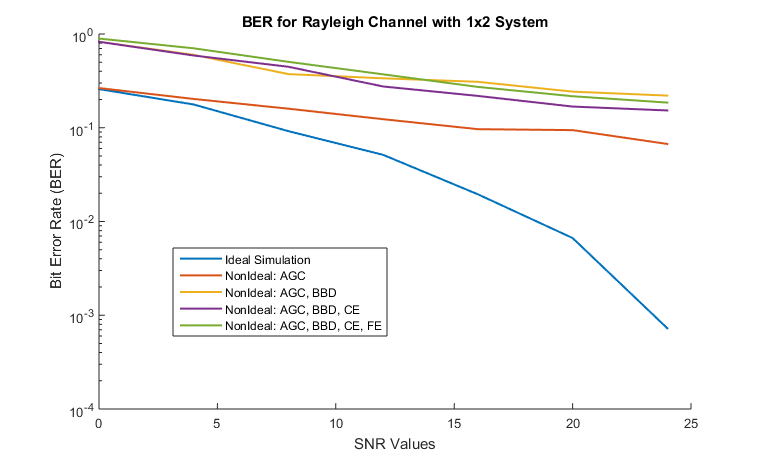 BER for Rayleigh Channel with 1x2 System
Bit Error Rate (BER)
10^0
10^-1
10^-2
10^-3
10^-4
Ideal Simulation
NonIdeal: AGC
NonIdeal: AGC, BBD
NonIdeal: AGC, BBD, CE
NonIdeal: AGC, BBD, CE, FE
0 5 10 15 20 25
SNR Values